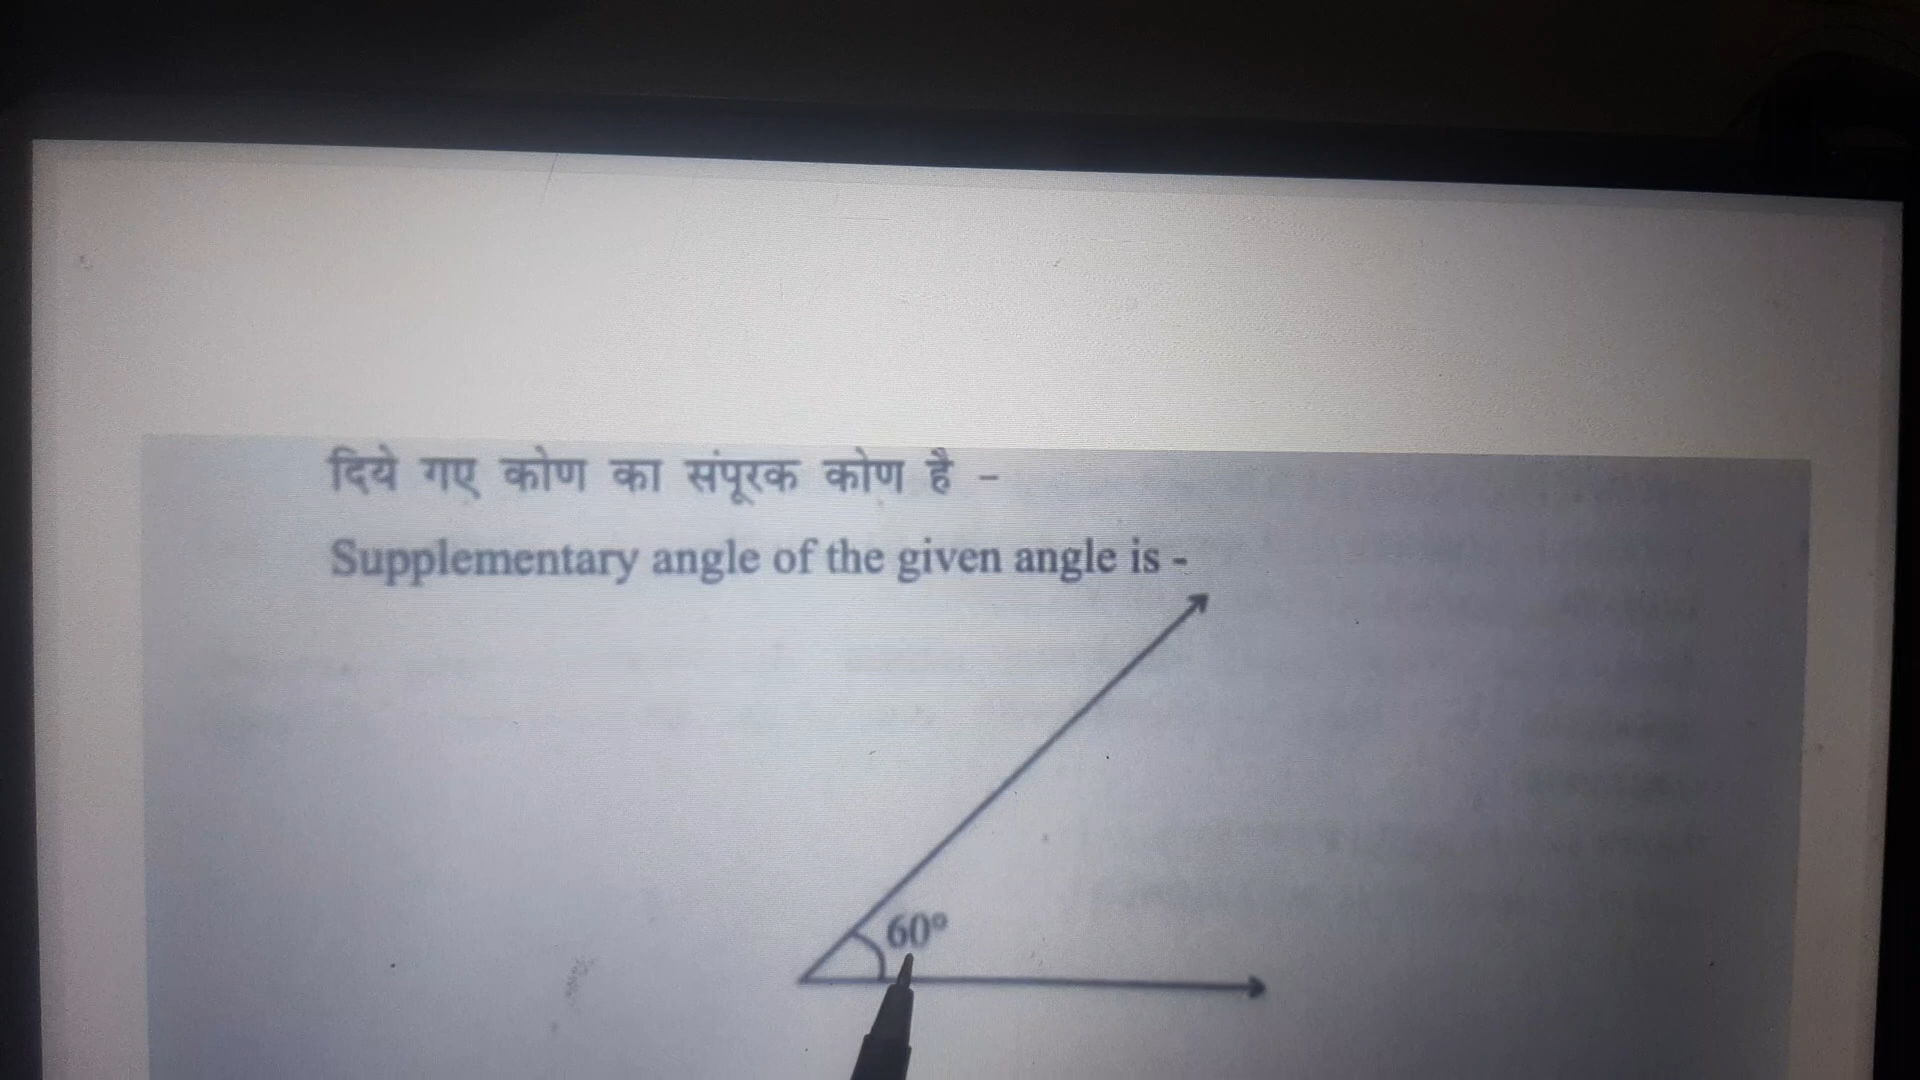 दिये गए कोण का संपूरक कोण है -
Supplementary angle of the given angle is -
60°